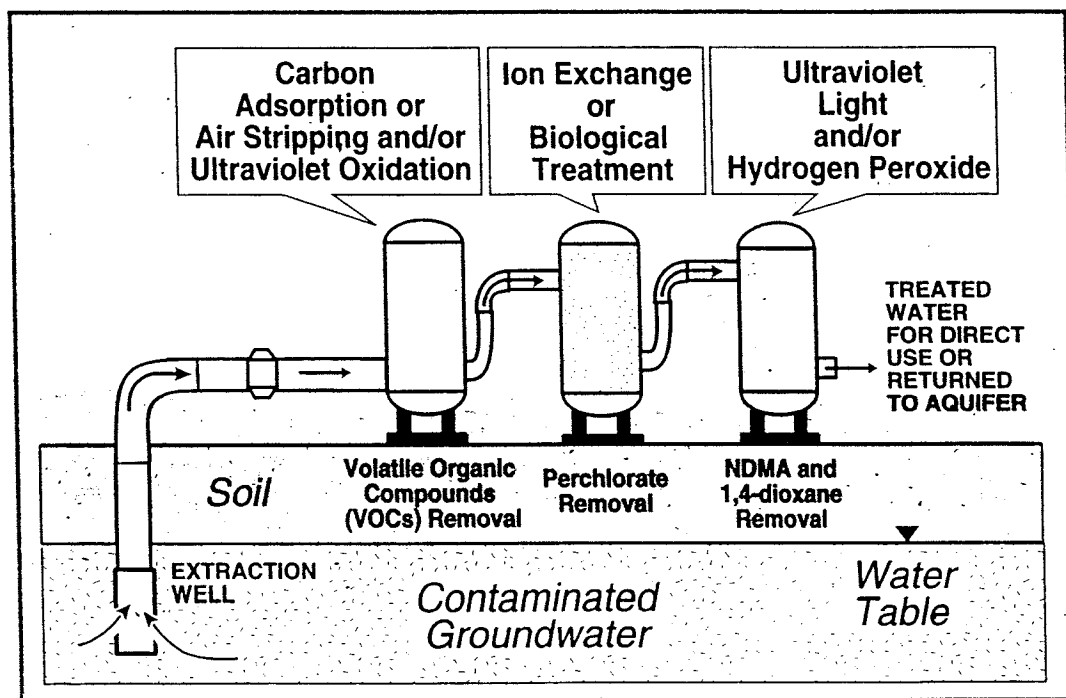 Carbon
Adsorption or
Air Stripping and/or
Ultraviolet Oxidation
Ion Exchange
or
Biological
Treatment
Ultraviolet
Light
and/or
Hydrogen Peroxide
TREATED
WATER
FOR DIRECT
USE OR
RETURNED
TO AQUIFER
Soil
Volatile Organic
Compounds
(VOCs) Removal
Perchlorate
Removal
NDMA and
1,4-dioxane
Removal
EXTRACTION
WELL
Contaminated
Groundwater
Water
Table